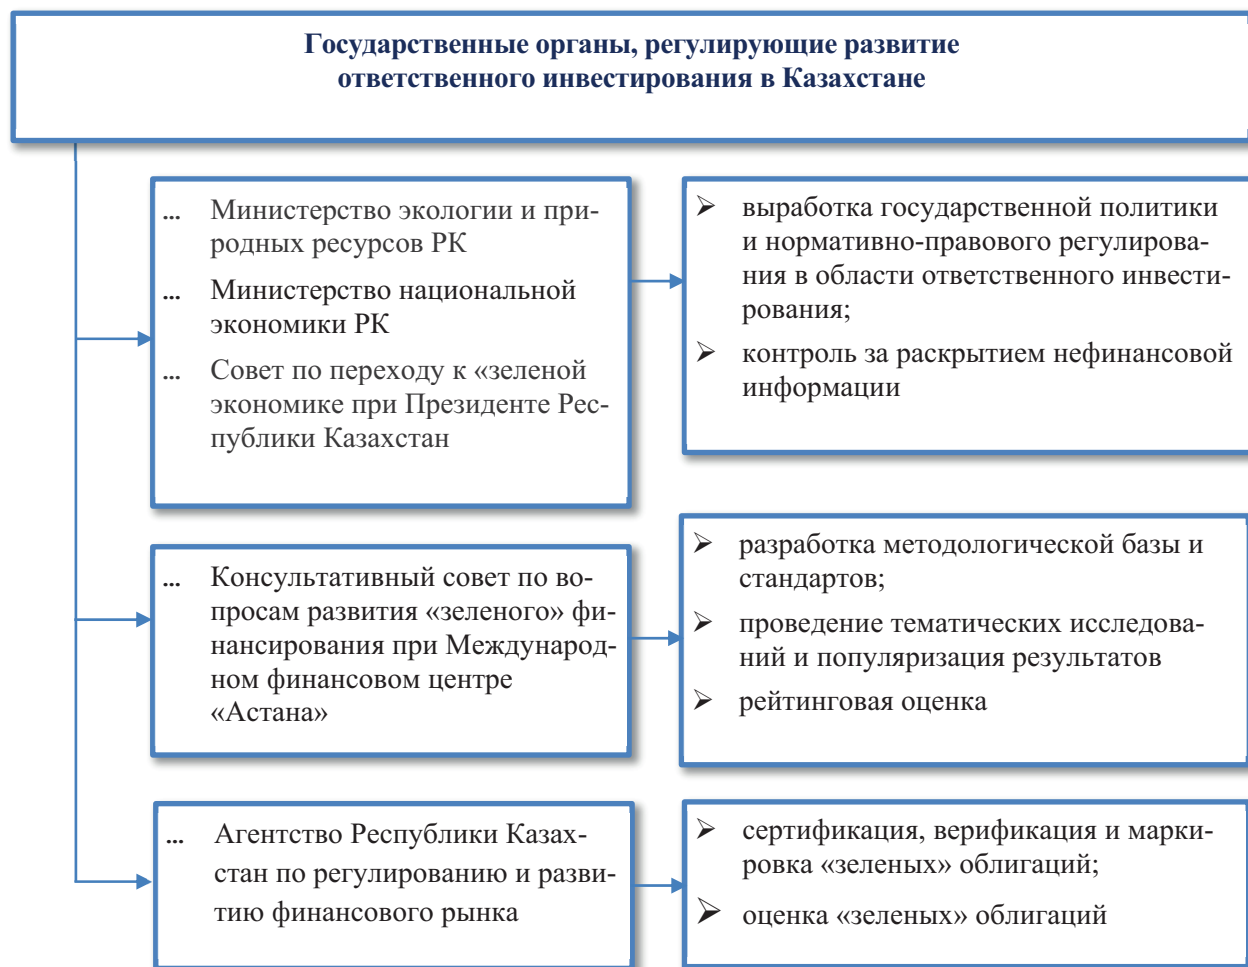 Государственные органы, регулирующие развитие
ответственного инвестирования в Казахстане
... Министерство экологии и при-
родных ресурсов РК
... Министерство национальной
экономики РК
... Совет по переходу к «зеленой
экономике при Президенте Рес-
публики Казахстан
➢ выработка государственной политики
и нормативно-правового регулирова-
ния в области ответственного инвести-
рования;
➢ контроль за раскрытием нефинансовой
информации
... Консультативный совет по во-
просам развития «зеленого» фи-
нансирования при Международ-
ном финансовом центре
«Астана»
➢ разработка методологической базы и
стандартов;
➢ проведение тематических исследова-
ний и популяризация результатов
➢ рейтинговая оценка
... Агентство Республики Казах-
стан по регулированию и разви-
тию финансового рынка
➢ сертификация, верификация и марки-
ровка «зеленых» облигаций;
➢ оценка «зеленых» облигаций